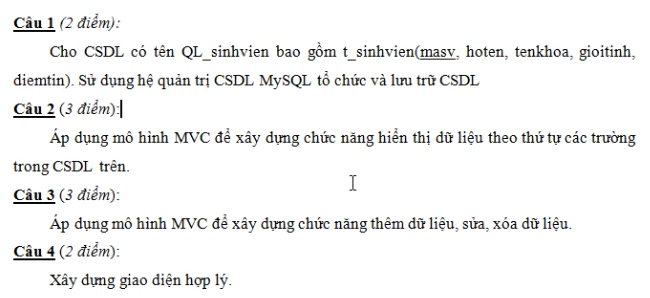 Câu 1 (2 điểm):
Cho CSDL có tên QL_sinhvien bao gồm t_sinhvien(masv, hoten, tenkhoa, gioitinh,
diemtin). Sử dụng hệ quản trị CSDL MySQL tổ chức và lưu trữ CSDL
Câu 2 (3 điểm):
Áp dụng mô hình MVC để xây dựng chức năng hiển thị dữ liệu theo thứ tự các trường
trong CSDL trên.
Câu 3 (3 điểm):
Áp dụng mô hình MVC để xây dựng chức năng thêm dữ liệu, sửa, xóa dữ liệu.
Câu 4 (2 điểm):
Xây dựng giao diện hợp lý.